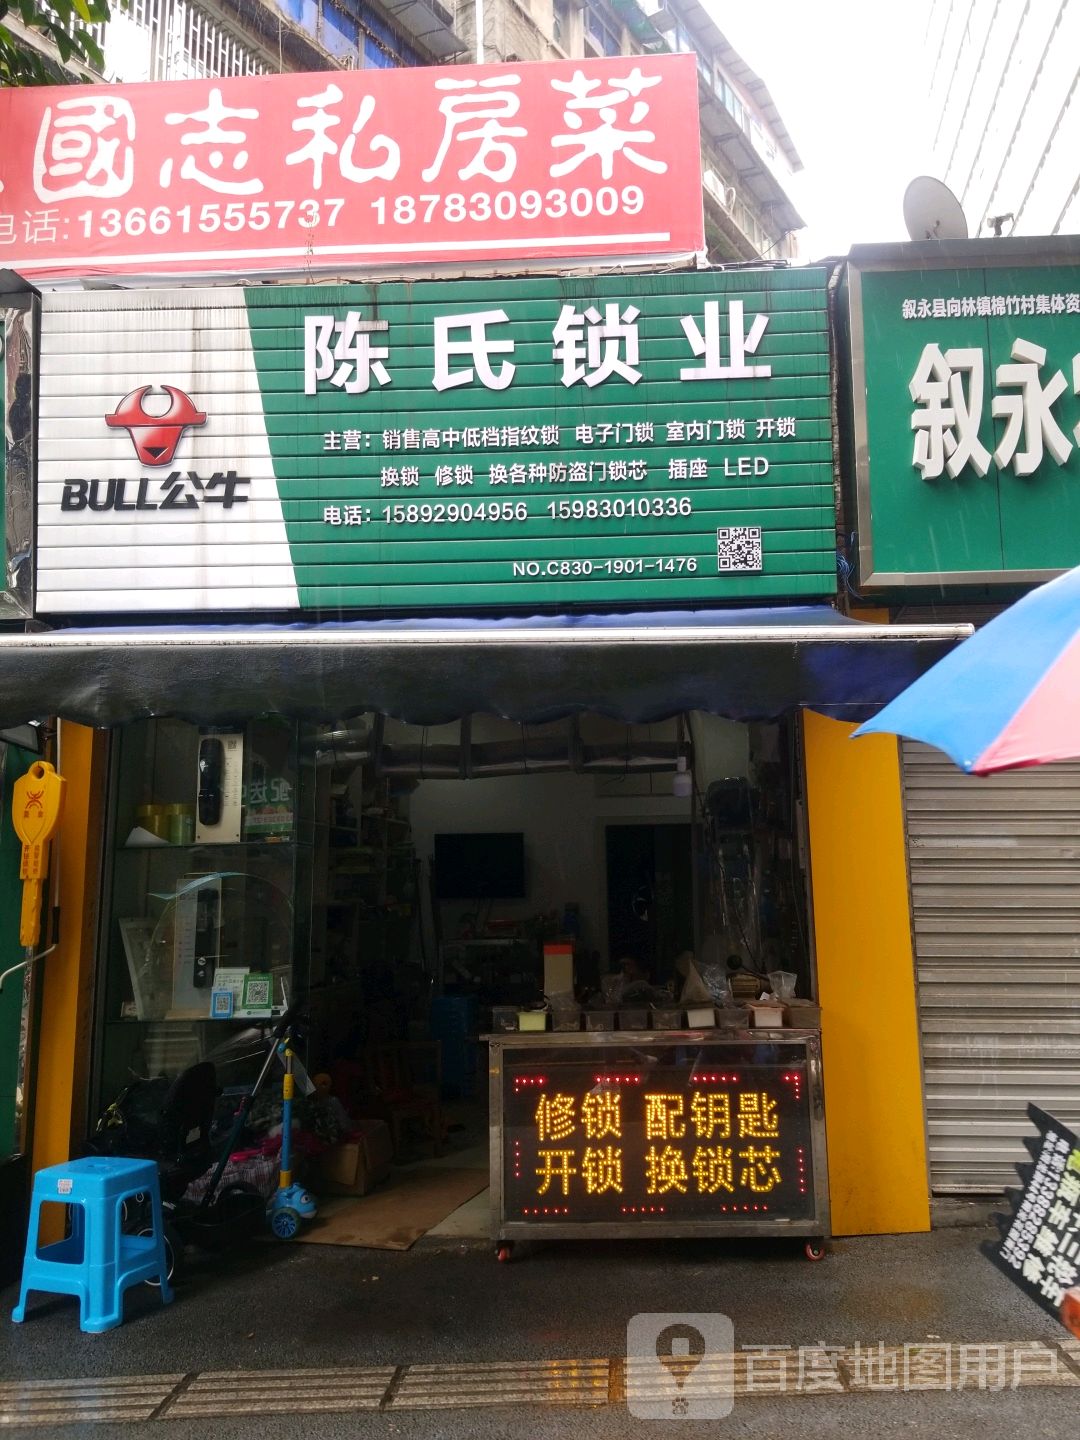 國志私房菜
电话:13661555737 18783093009
陈氏锁业
主营：销售高中低档指纹锁 电子门锁 室内门锁 开锁
换锁 修锁 换各种防盗门锁芯 插座 LED
电话：15892904956 15983010336
NO.C830-1901-1476
BULL公牛
叙永县向林镇棉竹村集体资
叙永
修锁 配钥匙
开锁 换锁芯
百度地图用户